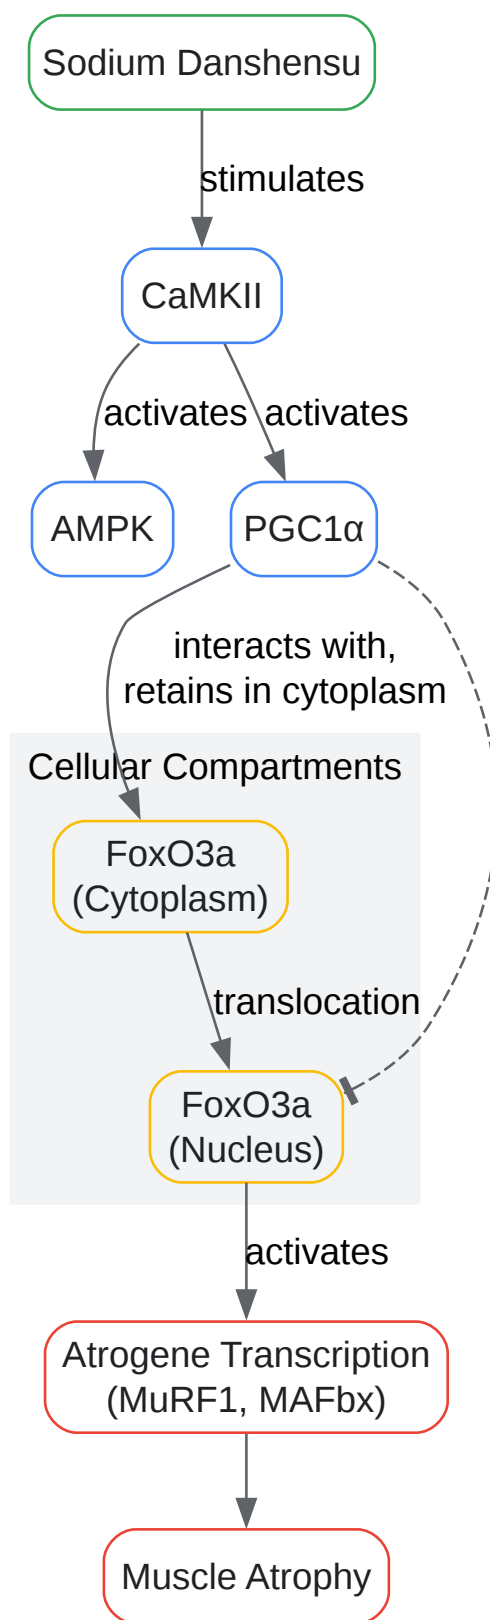 Sodium Danshensu
stimulates
CaMKII
activates
activates
AMPK
PGC1α
interacts with,
retains in cytoplasm
Cellular Compartments
FoxO3a
(Cytoplasm)
translocation
FoxO3a
(Nucleus)
activates
Atrogene Transcription
(MuRF1, MAFbx)
Muscle Atrophy